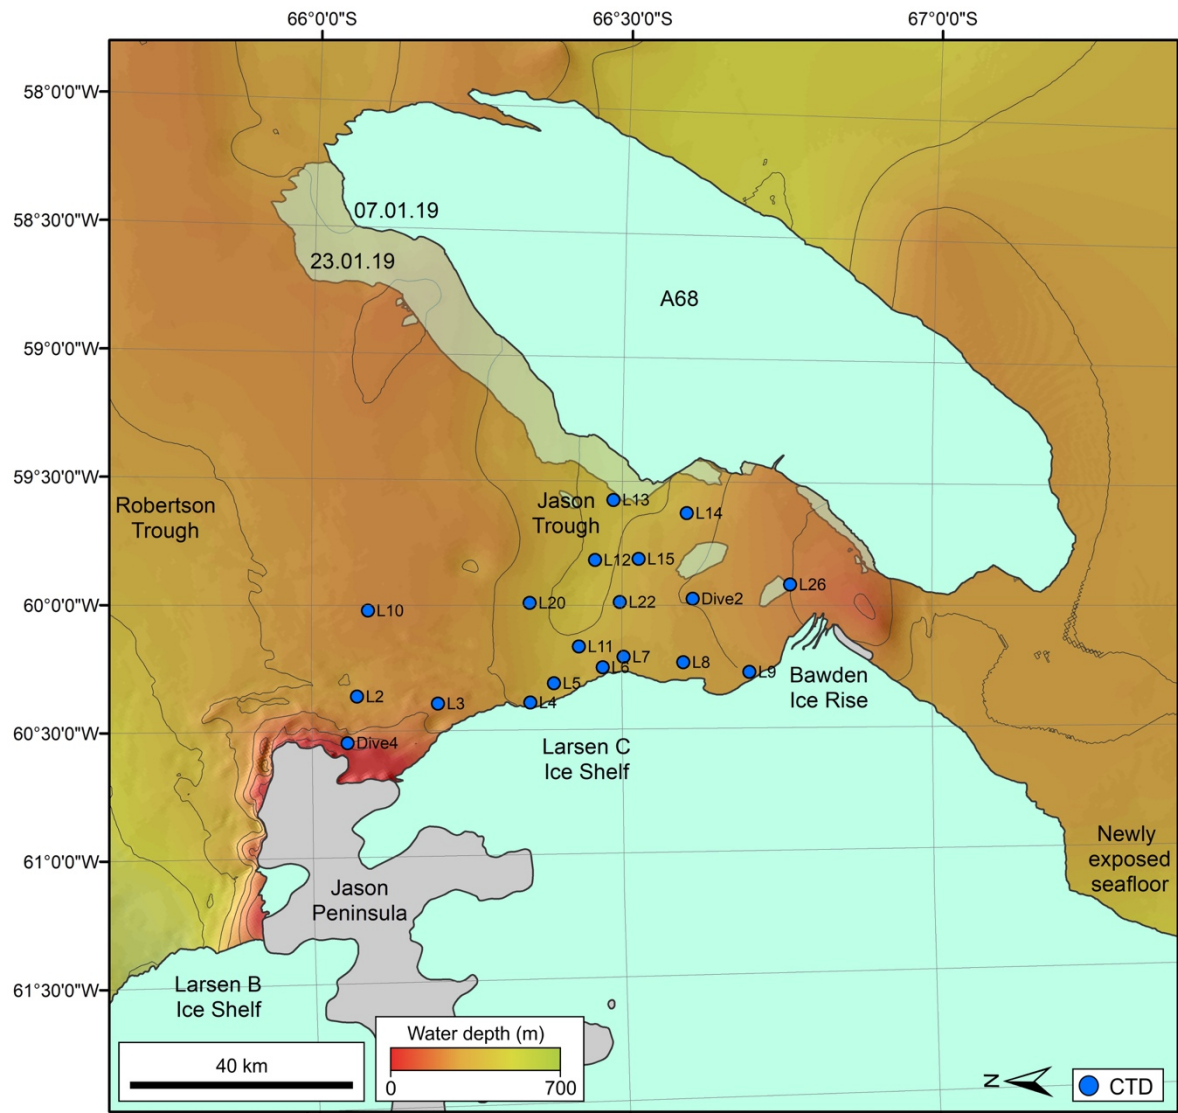 66°0'0"S
66°30'0"S
67°0'0"S
58°0'0"W
58°30'0"W
07.01.19
23.01.19
A68
59°0'0"W
59°30'0"W
Robertson
Trough
Jason
Trough
L13
L14
L12
L15
L26
60°0'0"W
L10
L20
L22
Dive2
L11
L7
L6
L8
L9
L5
L2
L3
L4
Bawden
Ice Rise
60°30'0"W
Dive4
Larsen C
Ice Shelf
61°0'0"W
Newly
exposed
seafloor
Jason
Peninsula
61°30'0"W
Larsen B
Ice Shelf
40 km
Water depth (m)
0
700
N
CTD